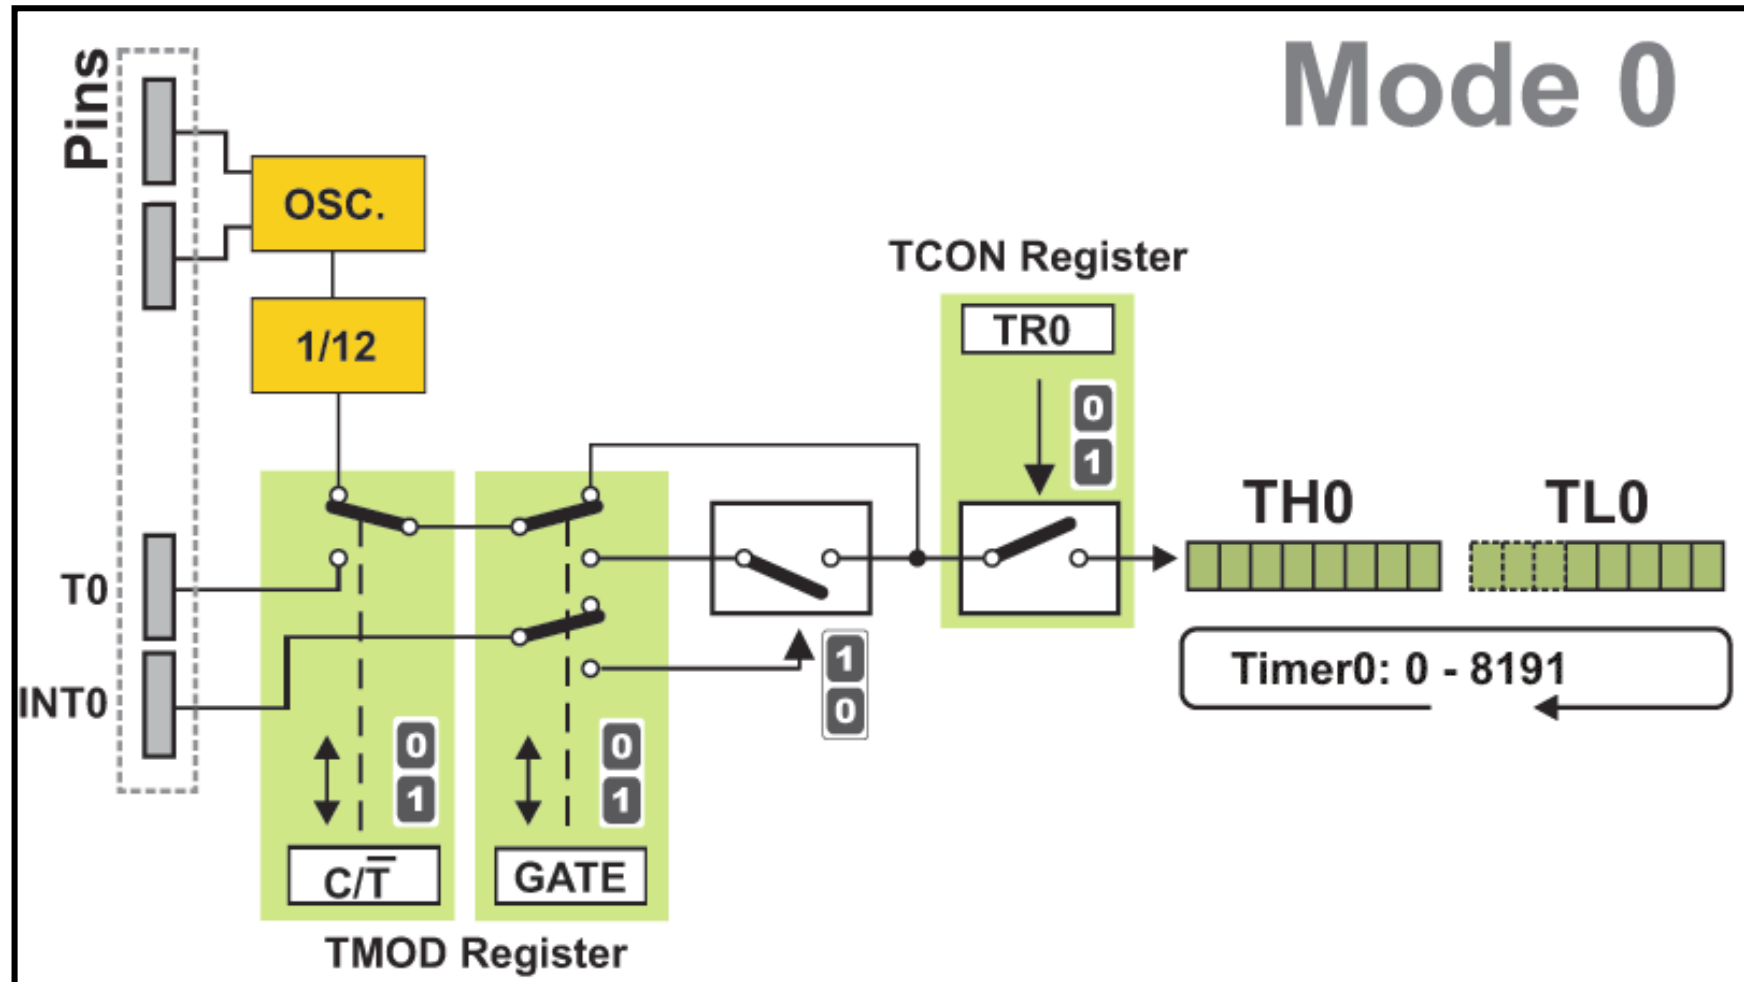 Mode 0
Pins
OSC.
1/12
TCON Register
TR0
0
1
TH0
TL0
T0
INT0
1
0
Timer0: 0 - 8191
0
1
0
1
C/T̅
GATE
TMOD Register